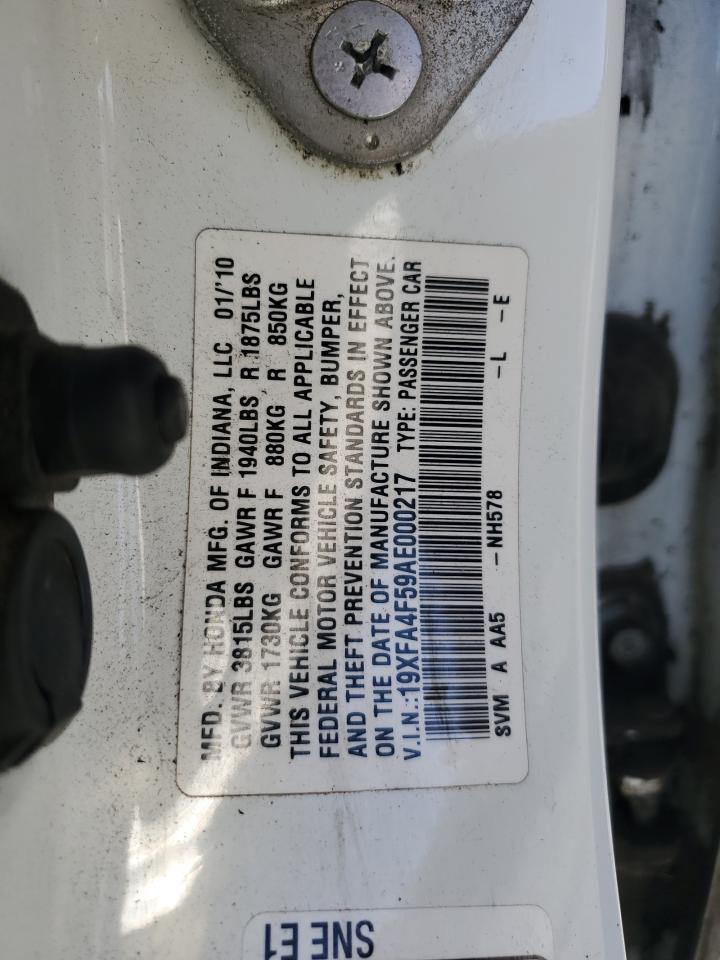 MFD. BY HONDA MFG. OF INDIANA, LLC 01/'10
GVWR 3815LBS GAWR F 1940LBS R 1875LBS
GVWR 1730KG GAWR F 880KG R 850KG
THIS VEHICLE CONFORMS TO ALL APPLICABLE
FEDERAL MOTOR VEHICLE SAFETY, BUMPER,
AND THEFT PREVENTION STANDARDS IN EFFECT
ON THE DATE OF MANUFACTURE SHOWN ABOVE.
V.I.N.:19XFA4F59AE000217 TYPE: PASSENGER CAR
SVM A AA5 -NH578 -L -E
SNE E1